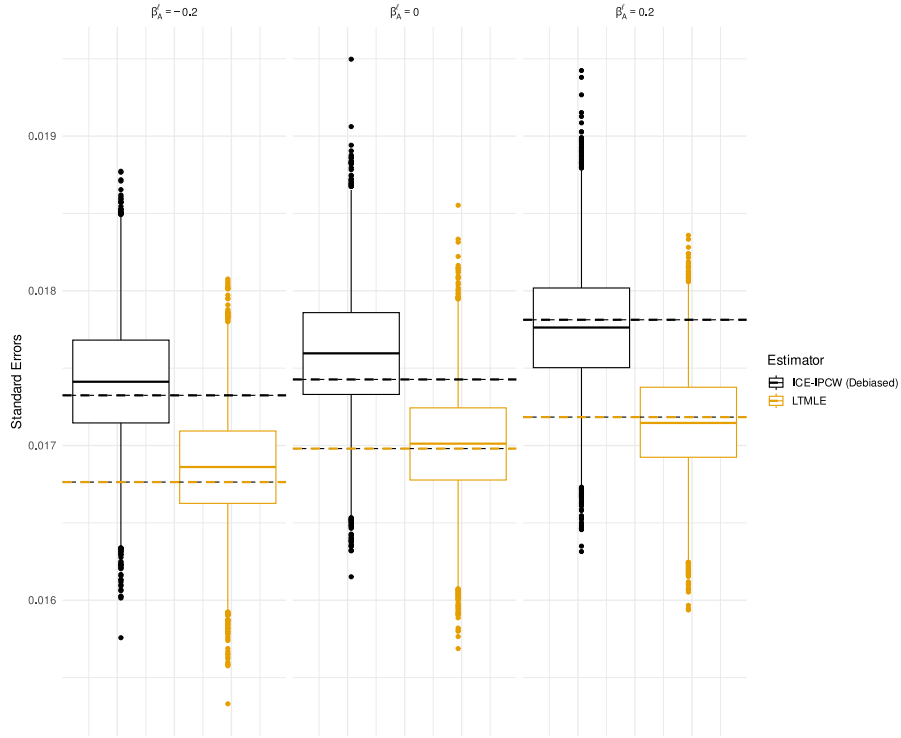 β_A^ℓ = −0.2
β_A^ℓ = 0
β_A^ℓ = 0.2
0.019
0.018
0.017
0.016
Standard Errors
Estimator
ICE-IPCW (Debiased)
LTMLE